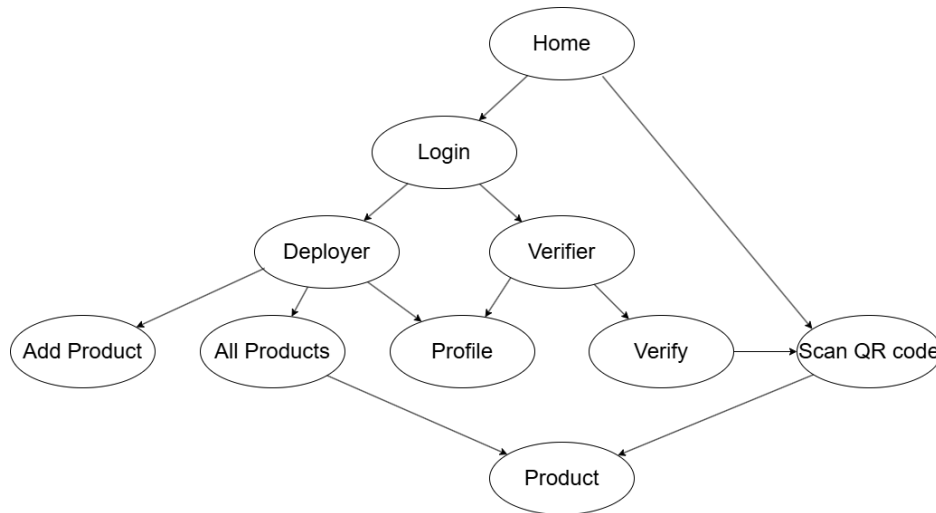 Home
Login
Deployer
Verifier
Add Product
All Products
Profile
Verify
Scan QR code
Product